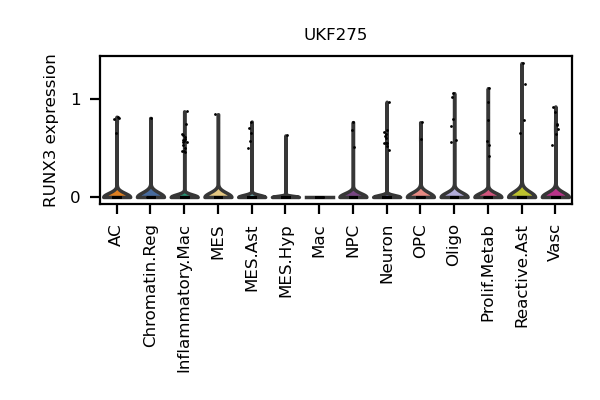 UKF275
RUNX3 expression
1
0
AC
Chromatin.Reg
Inflammatory.Mac
MES
MES.Ast
MES.Hyp
Mac
NPC
Neuron
OPC
Oligo
Prolif.Metab
Reactive.Ast
Vasc